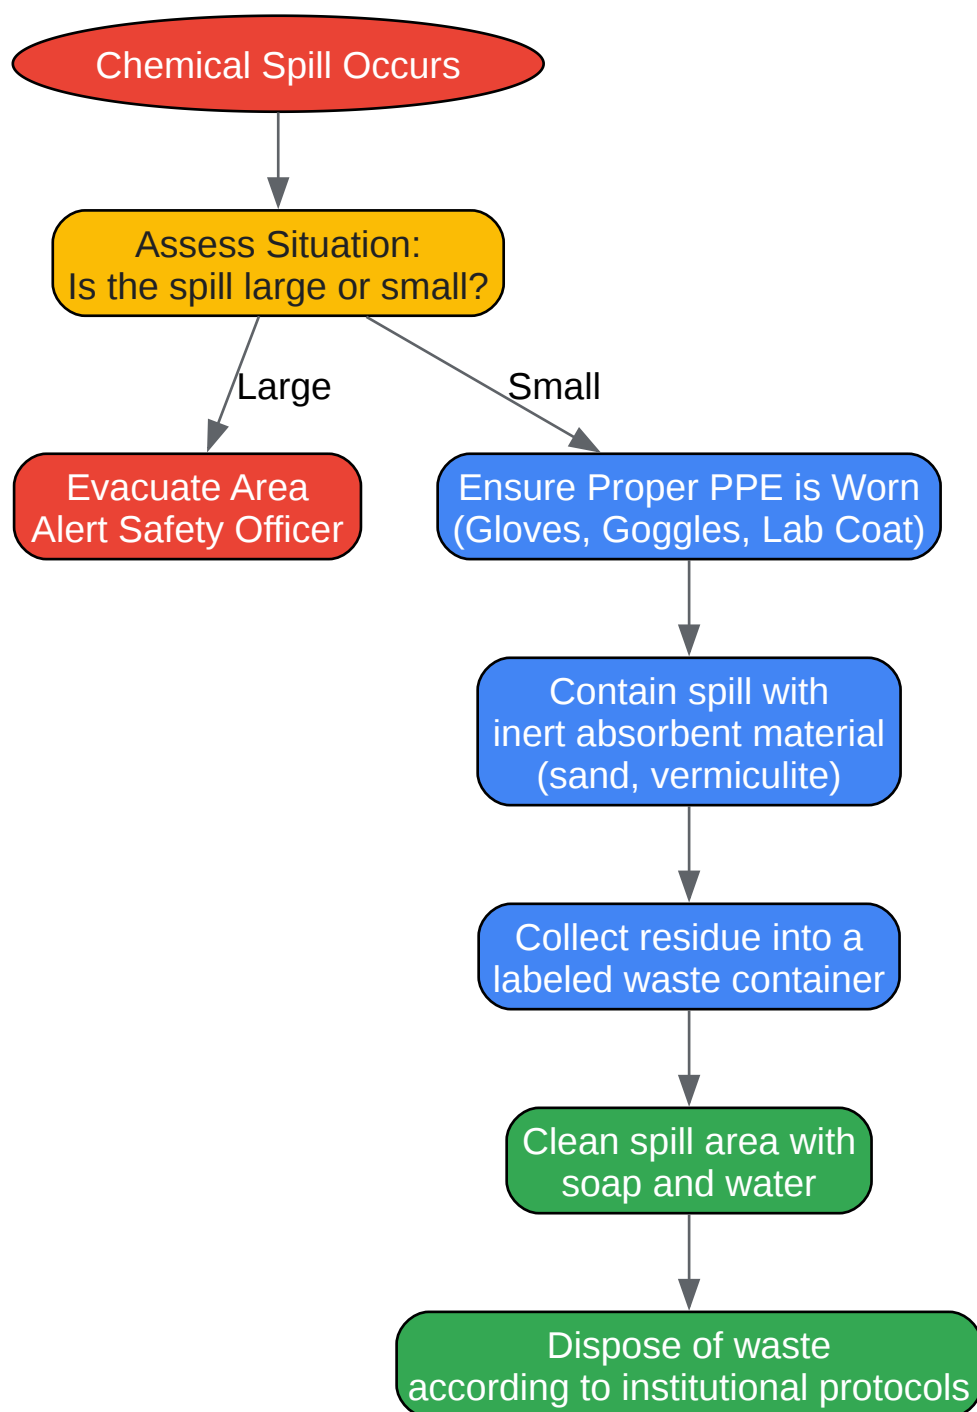 Chemical Spill Occurs
Assess Situation:
Is the spill large or small?
Large
Small
Evacuate Area
Alert Safety Officer
Ensure Proper PPE is Worn
(Gloves, Goggles, Lab Coat)
Contain spill with
inert absorbent material
(sand, vermiculite)
Collect residue into a
labeled waste container
Clean spill area with
soap and water
Dispose of waste
according to institutional protocols